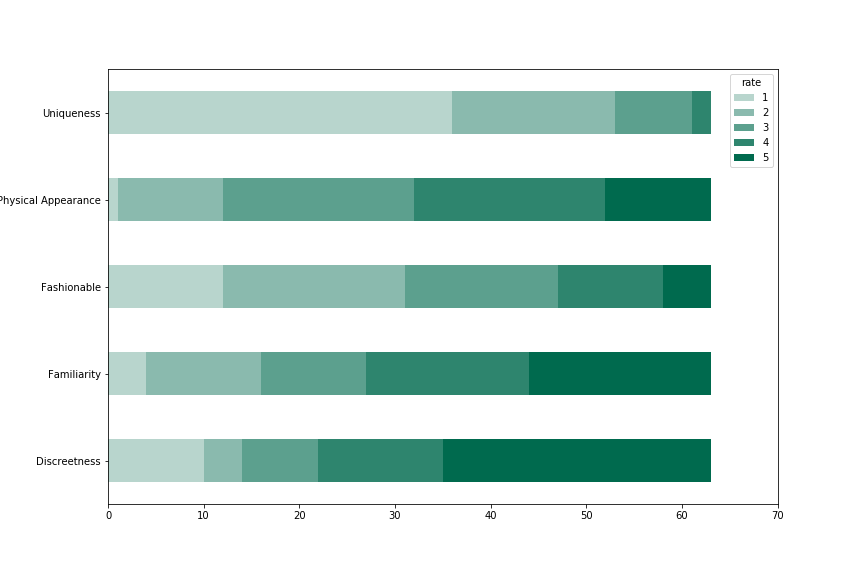 rate
1
2
3
4
5
Uniqueness
Physical Appearance
Fashionable
Familiarity
Discreetness
0 10 20 30 40 50 60 70